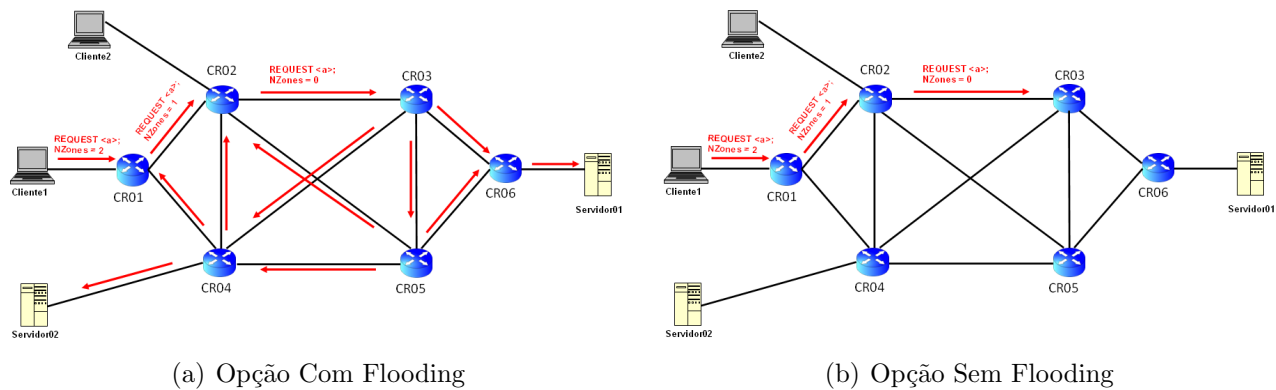 Cliente2
CR02
REQUEST <a>;
NZones = 0
CR03
REQUEST <a>;
NZones = 1
REQUEST <a>;
NZones = 2
Cliente1
CR01
CR06
Servidor01
CR04
CR05
Servidor02
(a) Opção Com Flooding
Cliente2
CR02
REQUEST <a>;
NZones = 0
CR03
REQUEST <a>;
NZones = 1
REQUEST <a>;
NZones = 2
Cliente1
CR01
CR06
Servidor01
CR04
CR05
Servidor02
(b) Opção Sem Flooding